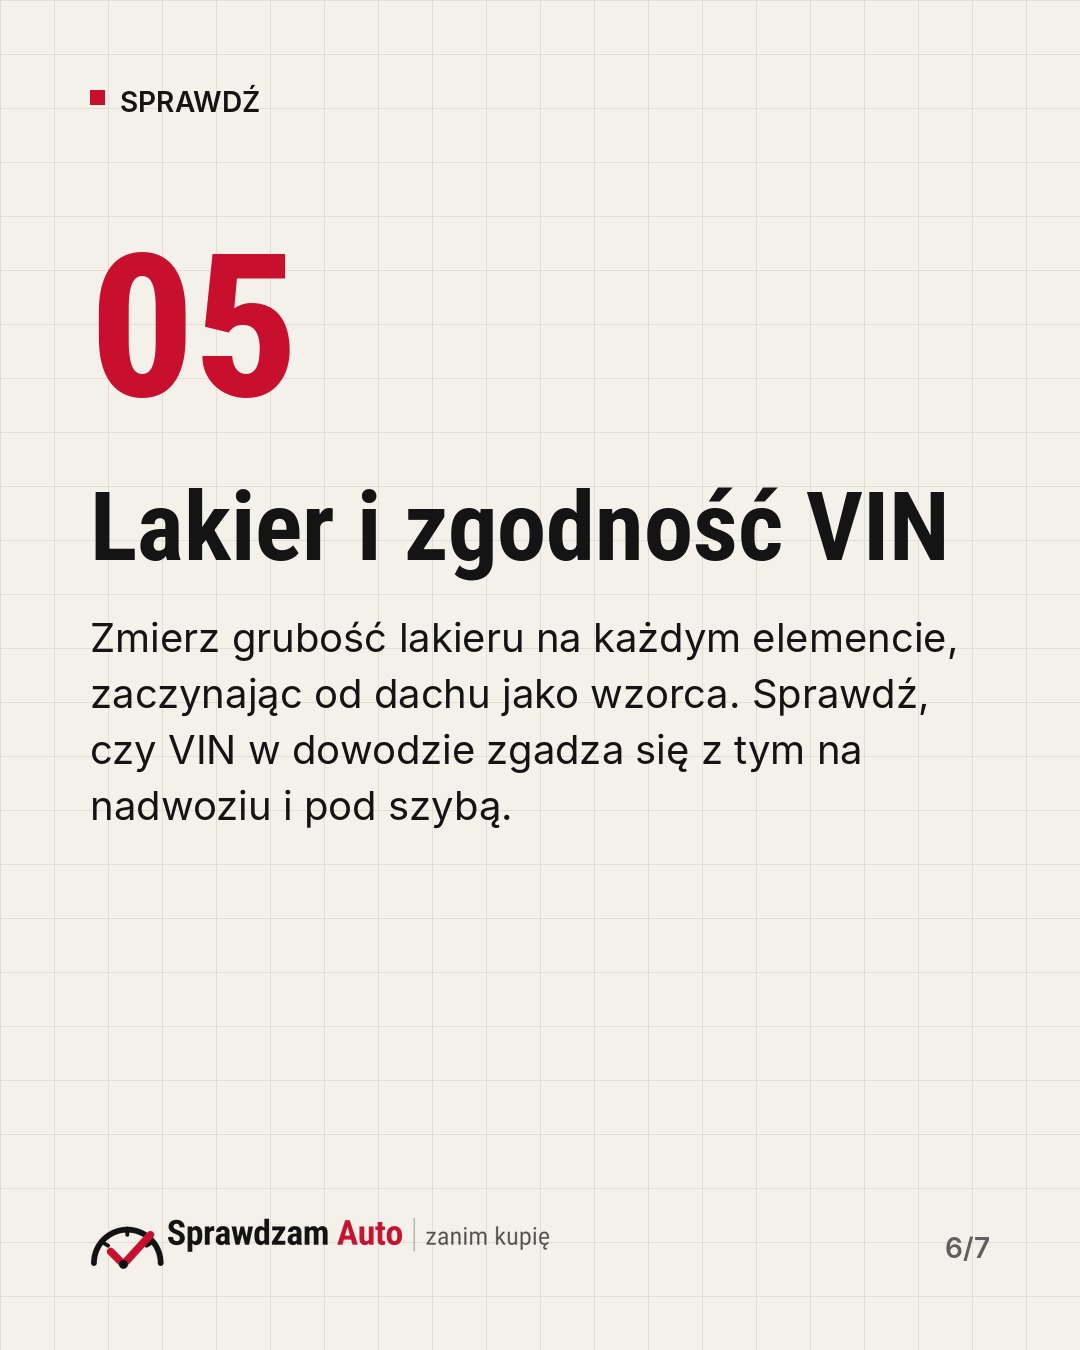 SPRAWDŹ
05
Lakier i zgodność VIN
Zmierz grubość lakieru na każdym elemencie,
zaczynając od dachu jako wzorca. Sprawdź,
czy VIN w dowodzie zgadza się z tym na
nadwoziu i pod szybą.
Sprawdzam Auto zanim kupię
6/7